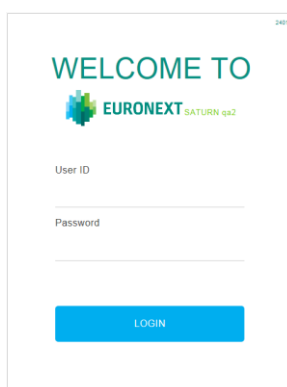 WELCOME TO
EURONEXT SATURN qa2
User ID
Password
LOGIN